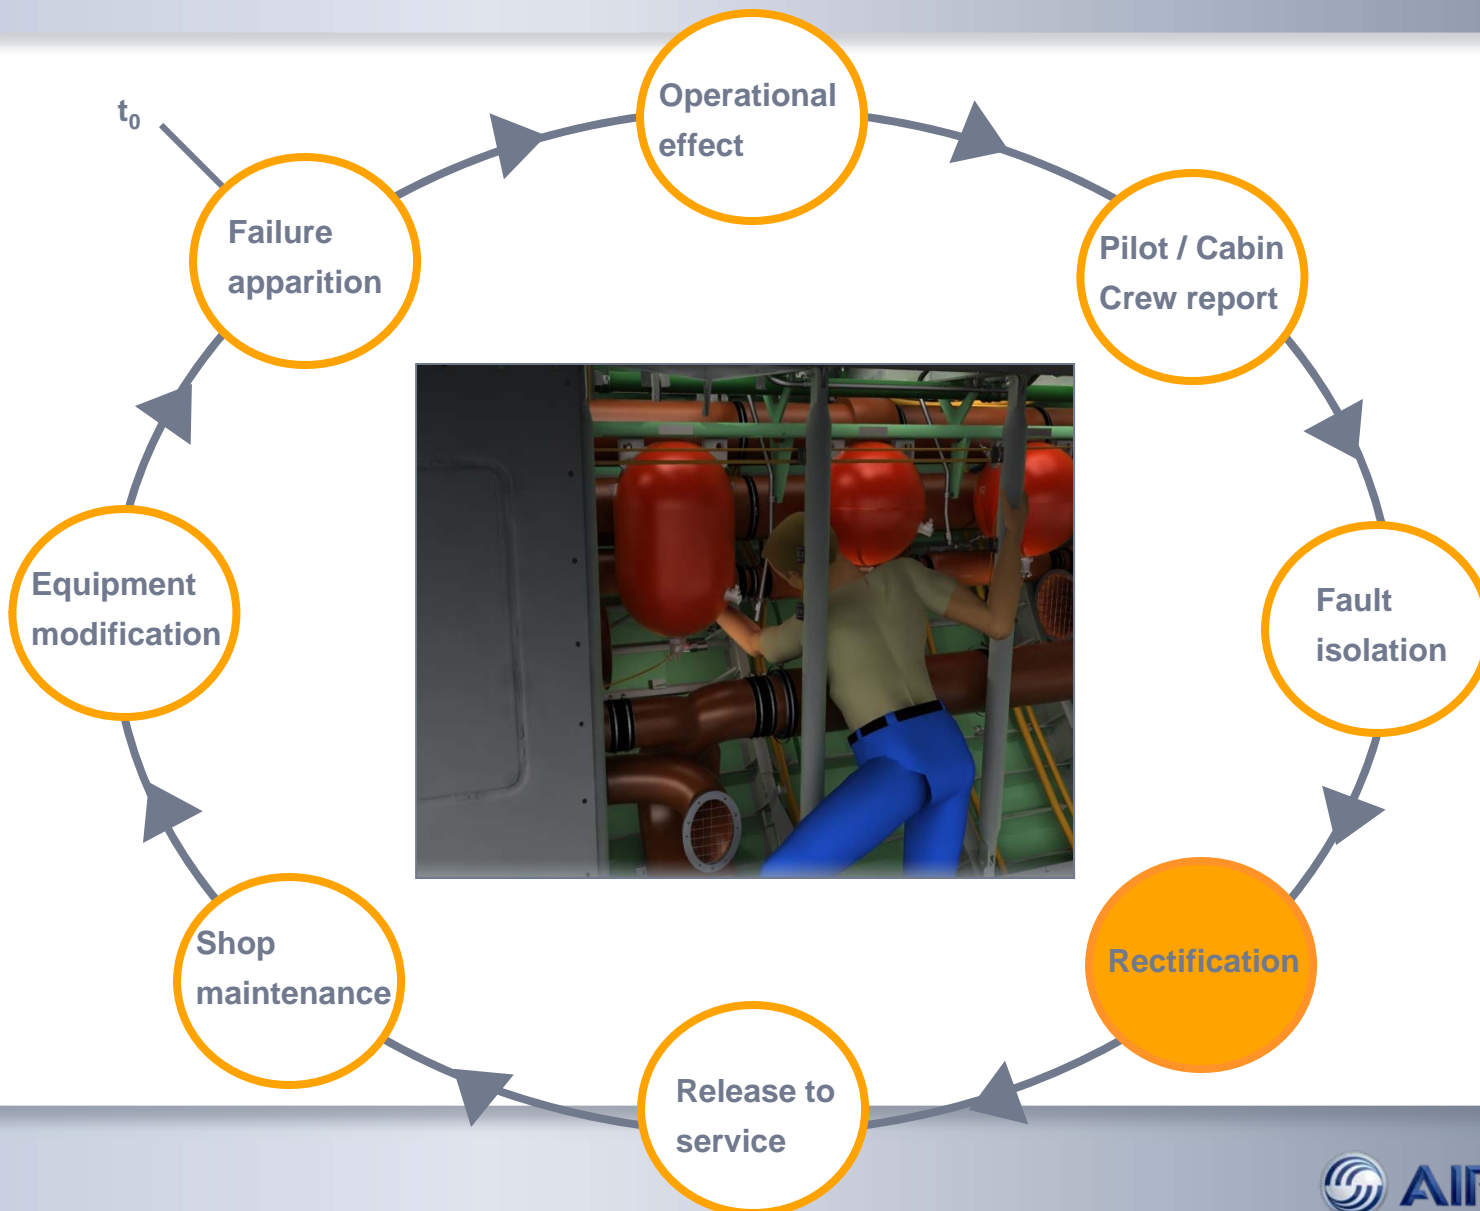 t0
Failure
apparition
Operational
effect
Pilot / Cabin
Crew report
Fault
isolation
Rectification
Release to
service
Shop
maintenance
Equipment
modification